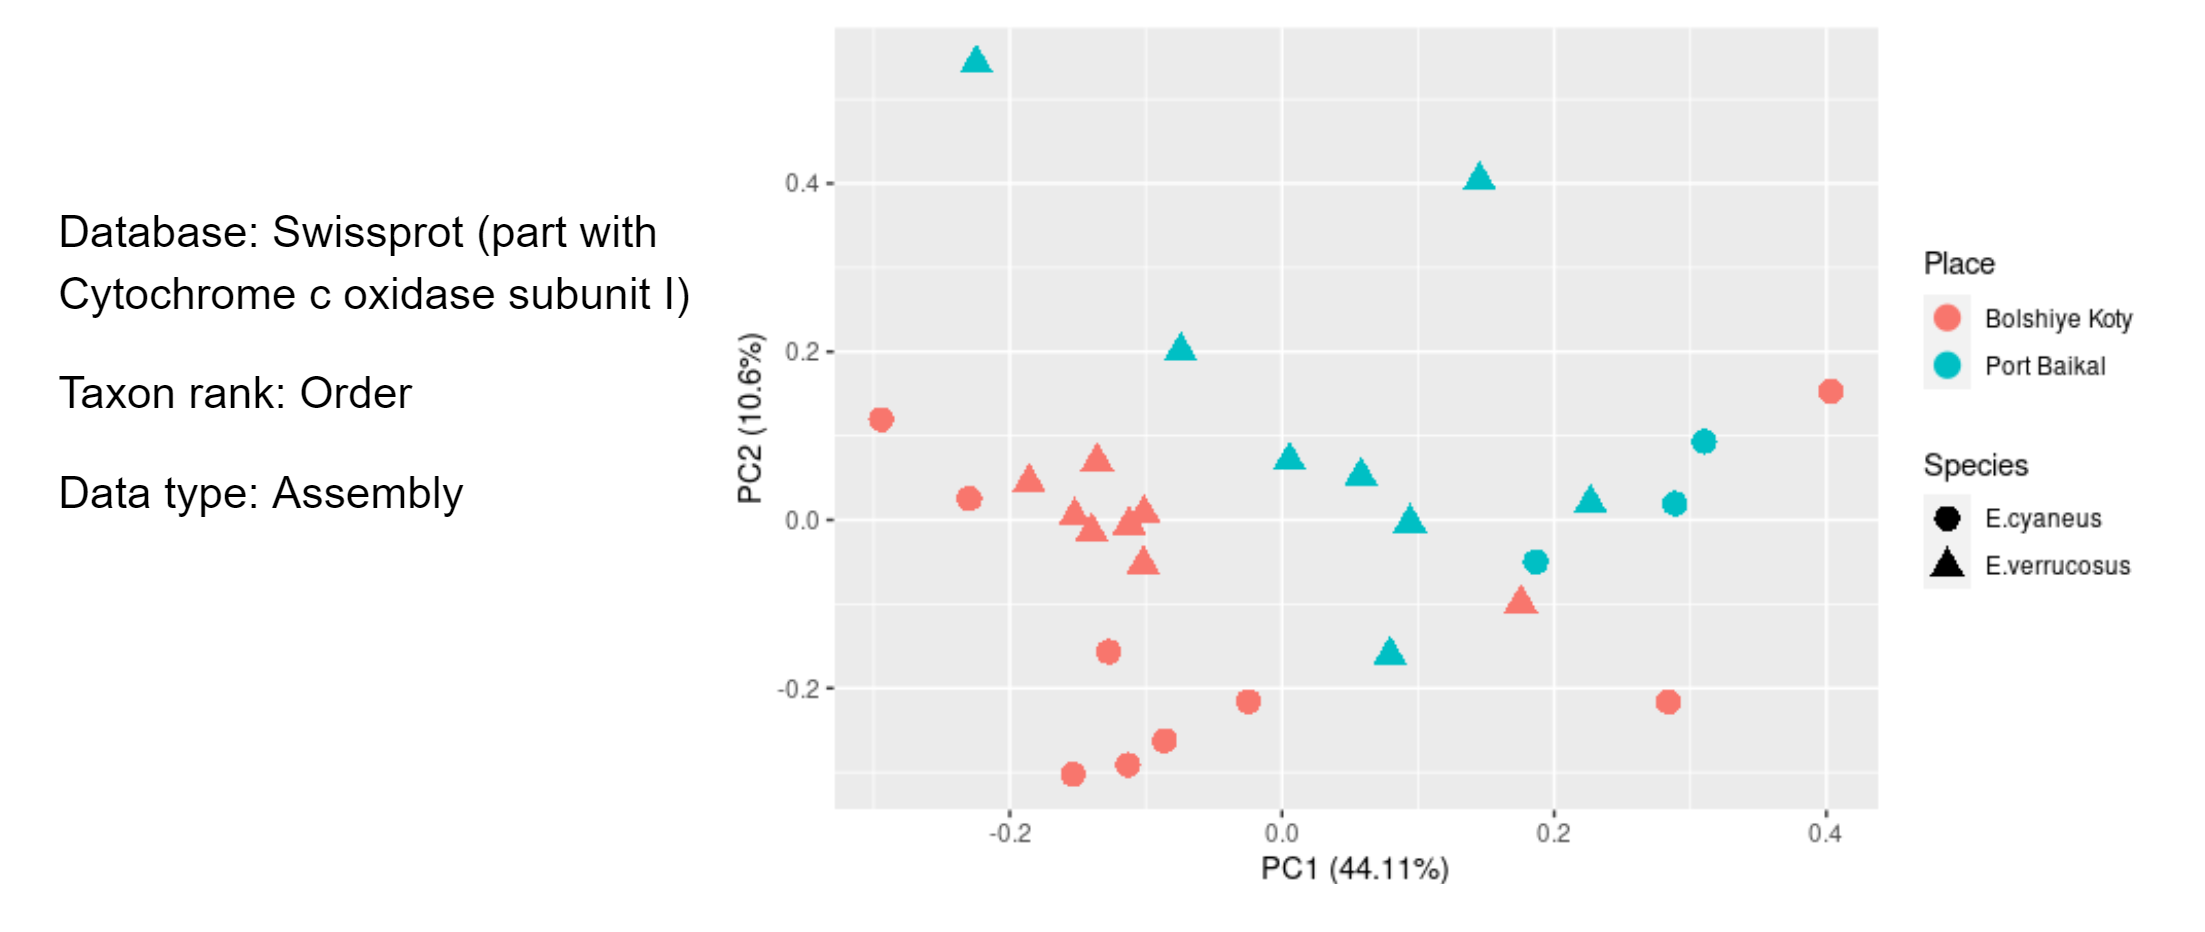 Database: Swissprot (part with
Cytochrome c oxidase subunit I)
Taxon rank: Order
Data type: Assembly
PC2 (10.6%)
0.4
0.2
0.0
-0.2
-0.2
0.0
0.2
0.4
PC1 (44.11%)
Place
Bolshiye Koty
Port Baikal
Species
E.cyaneus
E.verrucosus